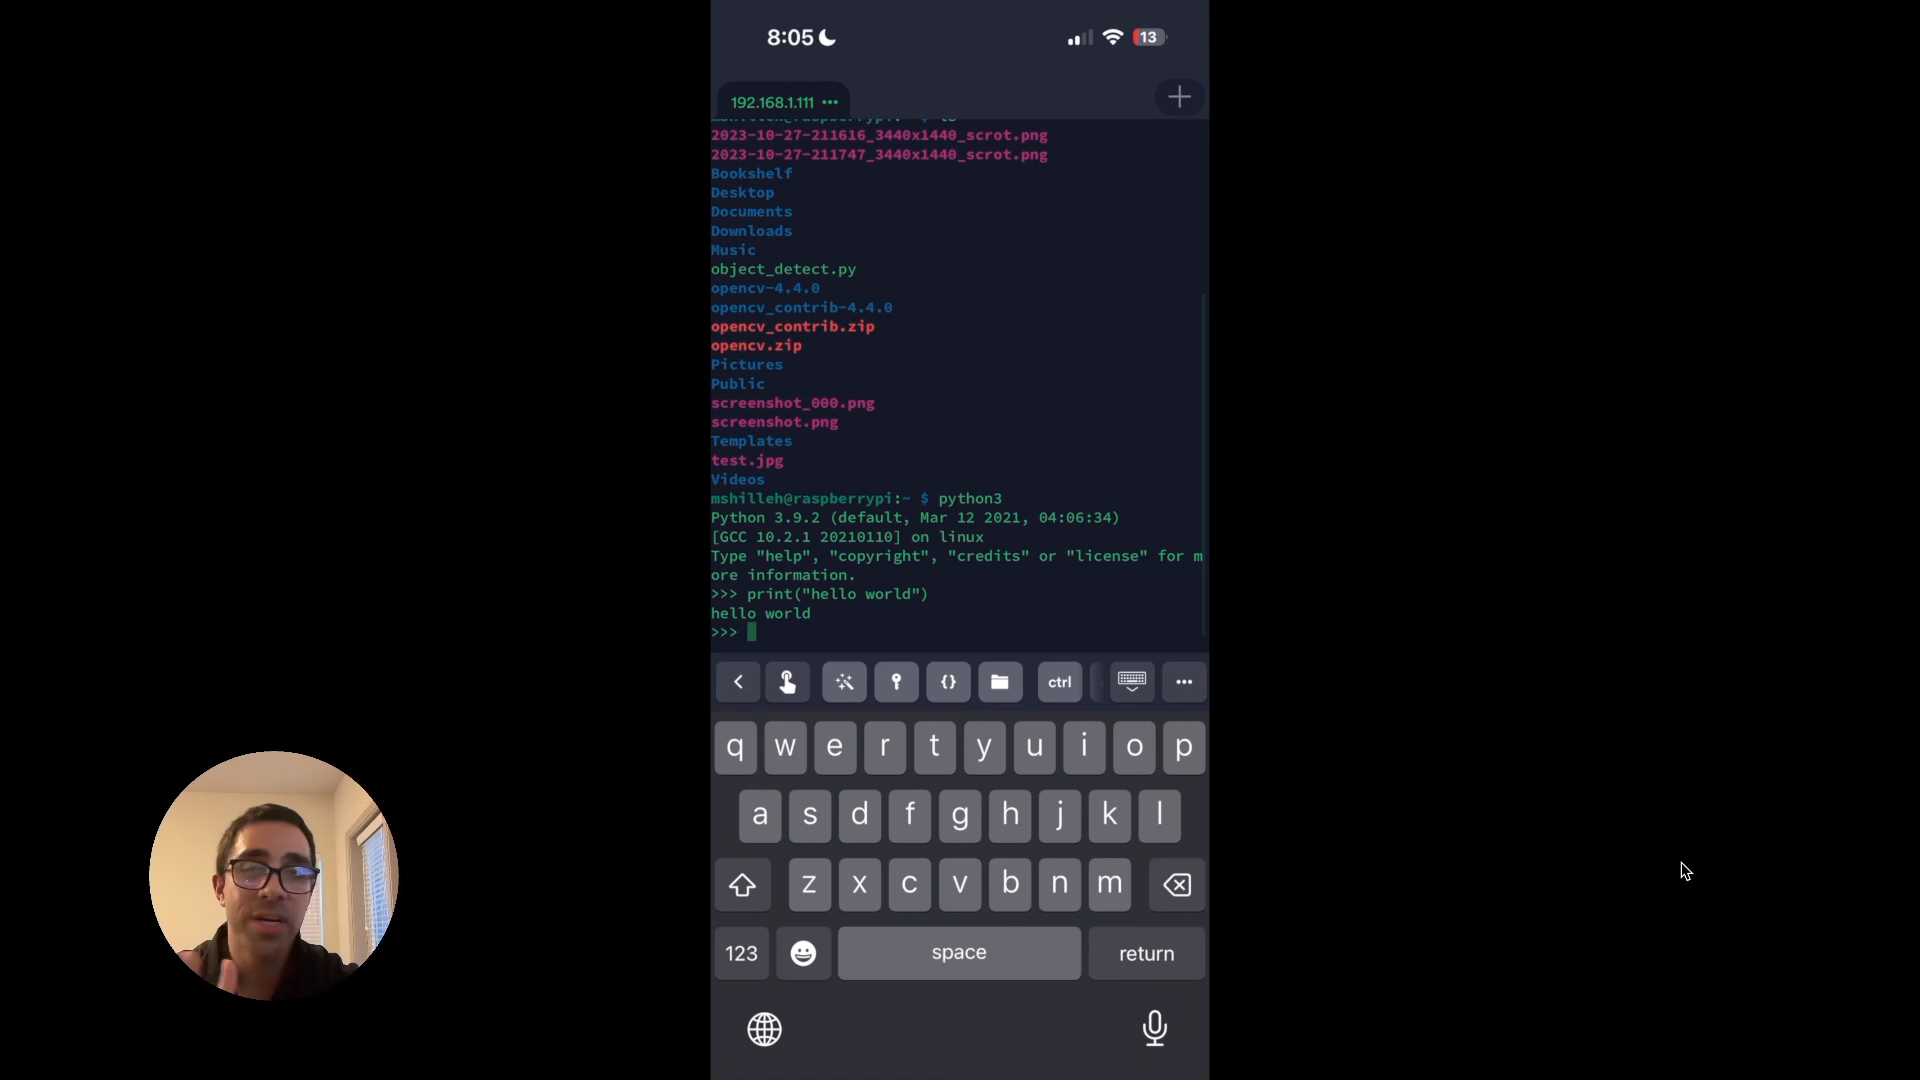 8:05
13
192.168.1.111 •••
mshilleh@raspberrypi:~ $ ls
2023-10-27-211616_3440x1440_scrot.png
2023-10-27-211747_3440x1440_scrot.png
Bookshelf
Desktop
Documents
Downloads
Music
object_detect.py
opencv-4.4.0
opencv_contrib-4.4.0
opencv_contrib.zip
opencv.zip
Pictures
Public
screenshot_000.png
screenshot.png
Templates
test.jpg
Videos
mshilleh@raspberrypi:~ $ python3
Python 3.9.2 (default, Mar 12 2021, 04:06:34)
[GCC 10.2.1 20210110] on linux
Type "help", "copyright", "credits" or "license" for m
ore information.
>>> print("hello world")
hello world
>>>
{} ctrl •••
q w e r t y u i o p
a s d f g h j k l
z x c v b n m
123 space return